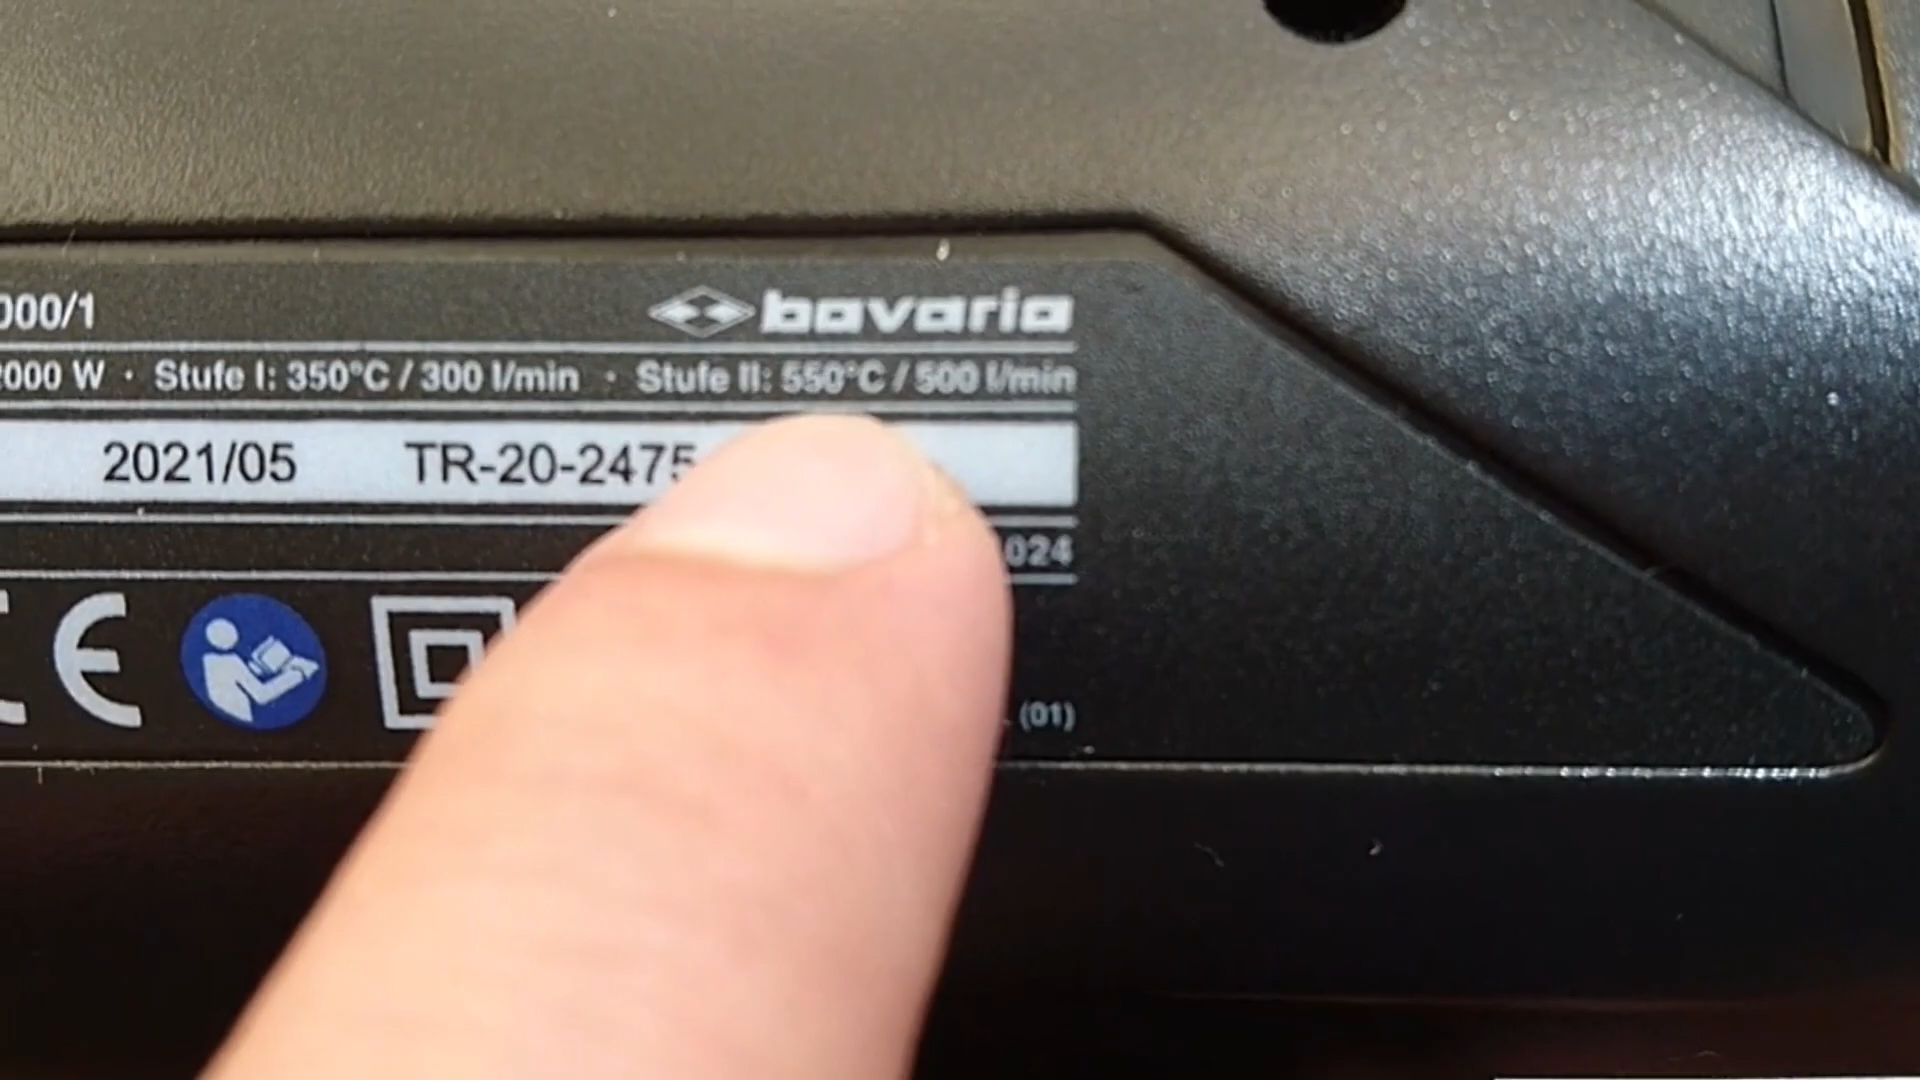 000/1 bavaria
2000 W · Stufe I: 350°C / 300 l/min · Stufe II: 550°C / 500 l/min
2021/05 TR-20-2475
024
CE
(01)